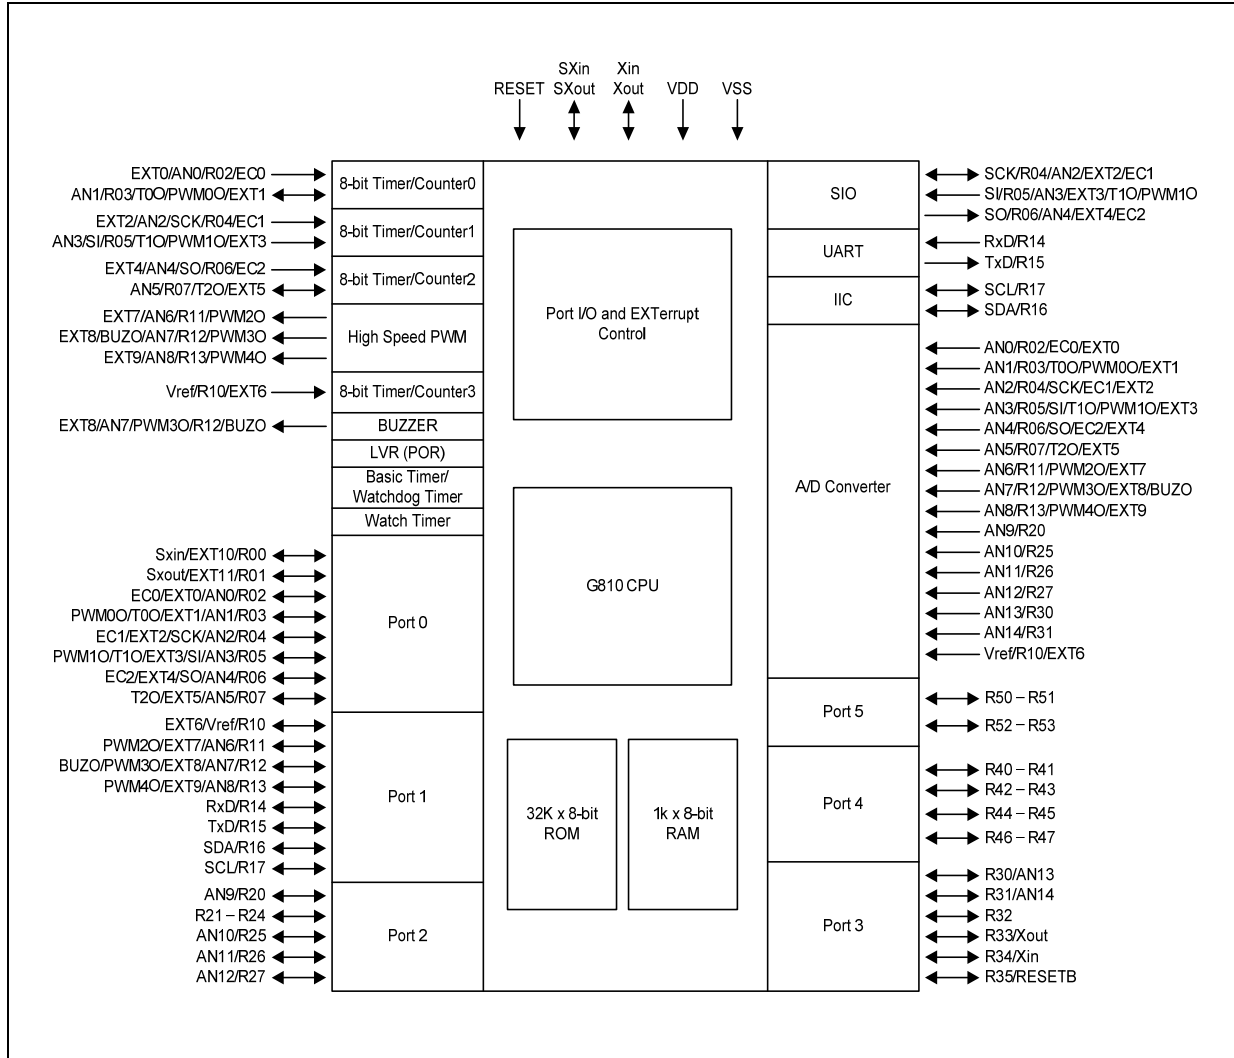 SXin
Xin
RESET
SXout
Xout
VDD
VSS
EXT0/AN0/R02/EC0
AN1/R03/T0O/PWM0O/EXT1
8-bit Timer/Counter0
EXT2/AN2/SCK/R04/EC1
AN3/SI/R05/T1O/PWM1O/EXT3
8-bit Timer/Counter1
EXT4/AN4/SO/R06/EC2
AN5/R07/T2O/EXT5
8-bit Timer/Counter2
EXT7/AN6/R11/PWM2O
EXT8/BUZO/AN7/R12/PWM3O
EXT9/AN8/R13/PWM4O
High Speed PWM
Vref/R10/EXT6
8-bit Timer/Counter3
EXT8/AN7/PWM3O/R12/BUZO
BUZZER
LVR (POR)
Basic Timer/
Watchdog Timer
Watch Timer
Sxin/EXT10/R00
Sxout/EXT11/R01
EC0/EXT0/AN0/R02
PWM0O/T0O/EXT1/AN1/R03
EC1/EXT2/SCK/AN2/R04
PWM1O/T1O/EXT3/SI/AN3/R05
EC2/EXT4/SO/AN4/R06
T2O/EXT5/AN5/R07
Port 0
EXT6/Vref/R10
PWM2O/EXT7/AN6/R11
BUZO/PWM3O/EXT8/AN7/R12
PWM4O/EXT9/AN8/R13
RxD/R14
TxD/R15
SDA/R16
SCL/R17
Port 1
AN9/R20
R21 – R24
AN10/R25
AN11/R26
AN12/R27
Port 2
Port I/O and EXTerrupt
Control
G810 CPU
32K x 8-bit
ROM
1k x 8-bit
RAM
SIO
SCK/R04/AN2/EXT2/EC1
SI/R05/AN3/EXT3/T1O/PWM1O
SO/R06/AN4/EXT4/EC2
UART
RxD/R14
TxD/R15
IIC
SCL/R17
SDA/R16
A/D Converter
AN0/R02/EC0/EXT0
AN1/R03/T0O/PWM0O/EXT1
AN2/R04/SCK/EC1/EXT2
AN3/R05/SI/T1O/PWM1O/EXT3
AN4/R06/SO/EC2/EXT4
AN5/R07/T2O/EXT5
AN6/R11/PWM2O/EXT7
AN7/R12/PWM3O/EXT8/BUZO
AN8/R13/PWM4O/EXT9
AN9/R20
AN10/R25
AN11/R26
AN12/R27
AN13/R30
AN14/R31
Vref/R10/EXT6
Port 5
R50 – R51
R52 – R53
Port 4
R40 – R41
R42 – R43
R44 – R45
R46 – R47
Port 3
R30/AN13
R31/AN14
R32
R33/Xout
R34/Xin
R35/RESETB